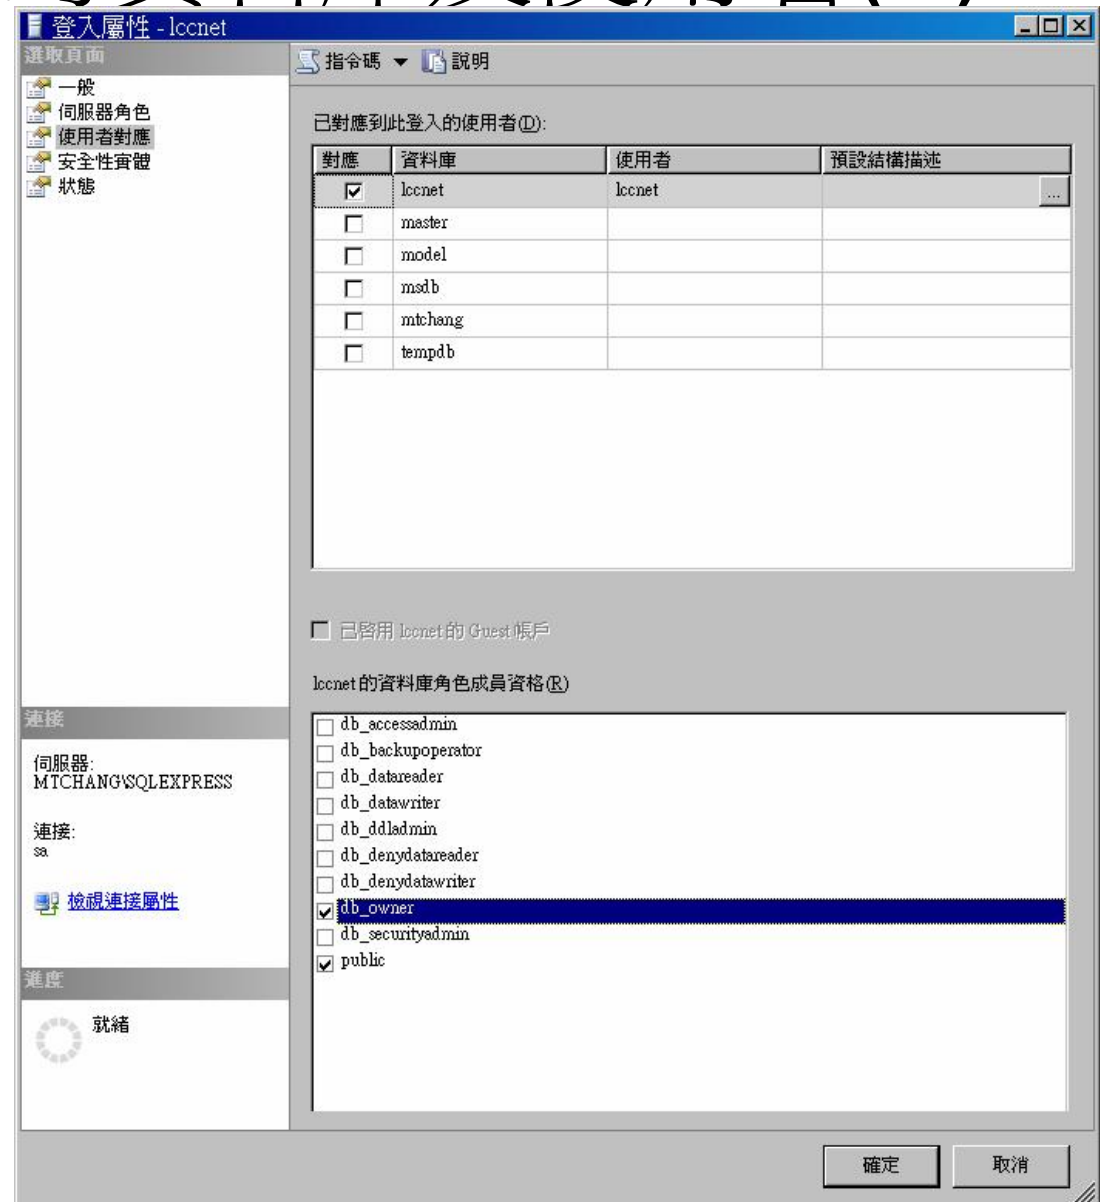 登入屬性 - lccnet
選取頁面
一般
伺服器角色
使用者對應
安全性實體
狀態
指令碼 說明
已對應到此登入的使用者(D):
對應 資料庫 使用者 預設結構描述
lccnet lccnet ...
master
model
msdb
mtchang
tempdb
已啓用 lccnet 的 Guest 帳戶
lccnet 的資料庫角色成員資格(R)
db_accessadmin
db_backupoperator
db_datareader
db_datawriter
db_ddladmin
db_denydatareader
db_denydatawriter
db_owner
db_securityadmin
public
連接
伺服器:
MTCHANG\SQLEXPRESS
連接:
sa
檢視連接屬性
進度
就緒
確定 取消